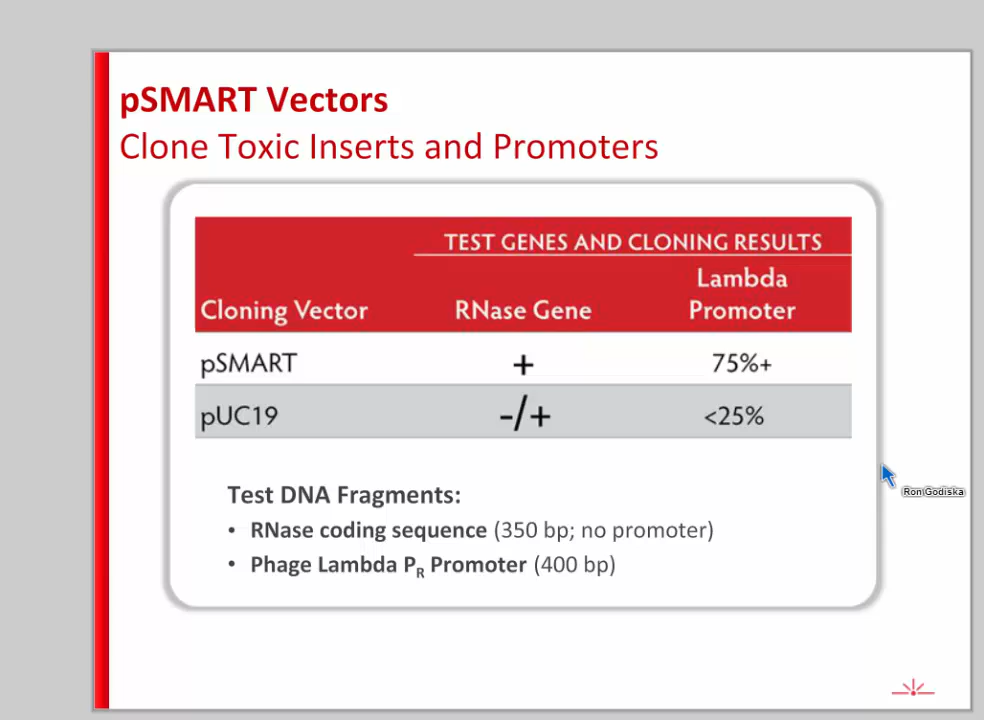 pSMART Vectors
Clone Toxic Inserts and Promoters
TEST GENES AND CLONING RESULTS
Cloning Vector RNase Gene Lambda Promoter
pSMART + 75%+
pUC19 -/+ <25%
Test DNA Fragments:
• RNase coding sequence (350 bp; no promoter)
• Phage Lambda PR Promoter (400 bp)
Ron Godiska